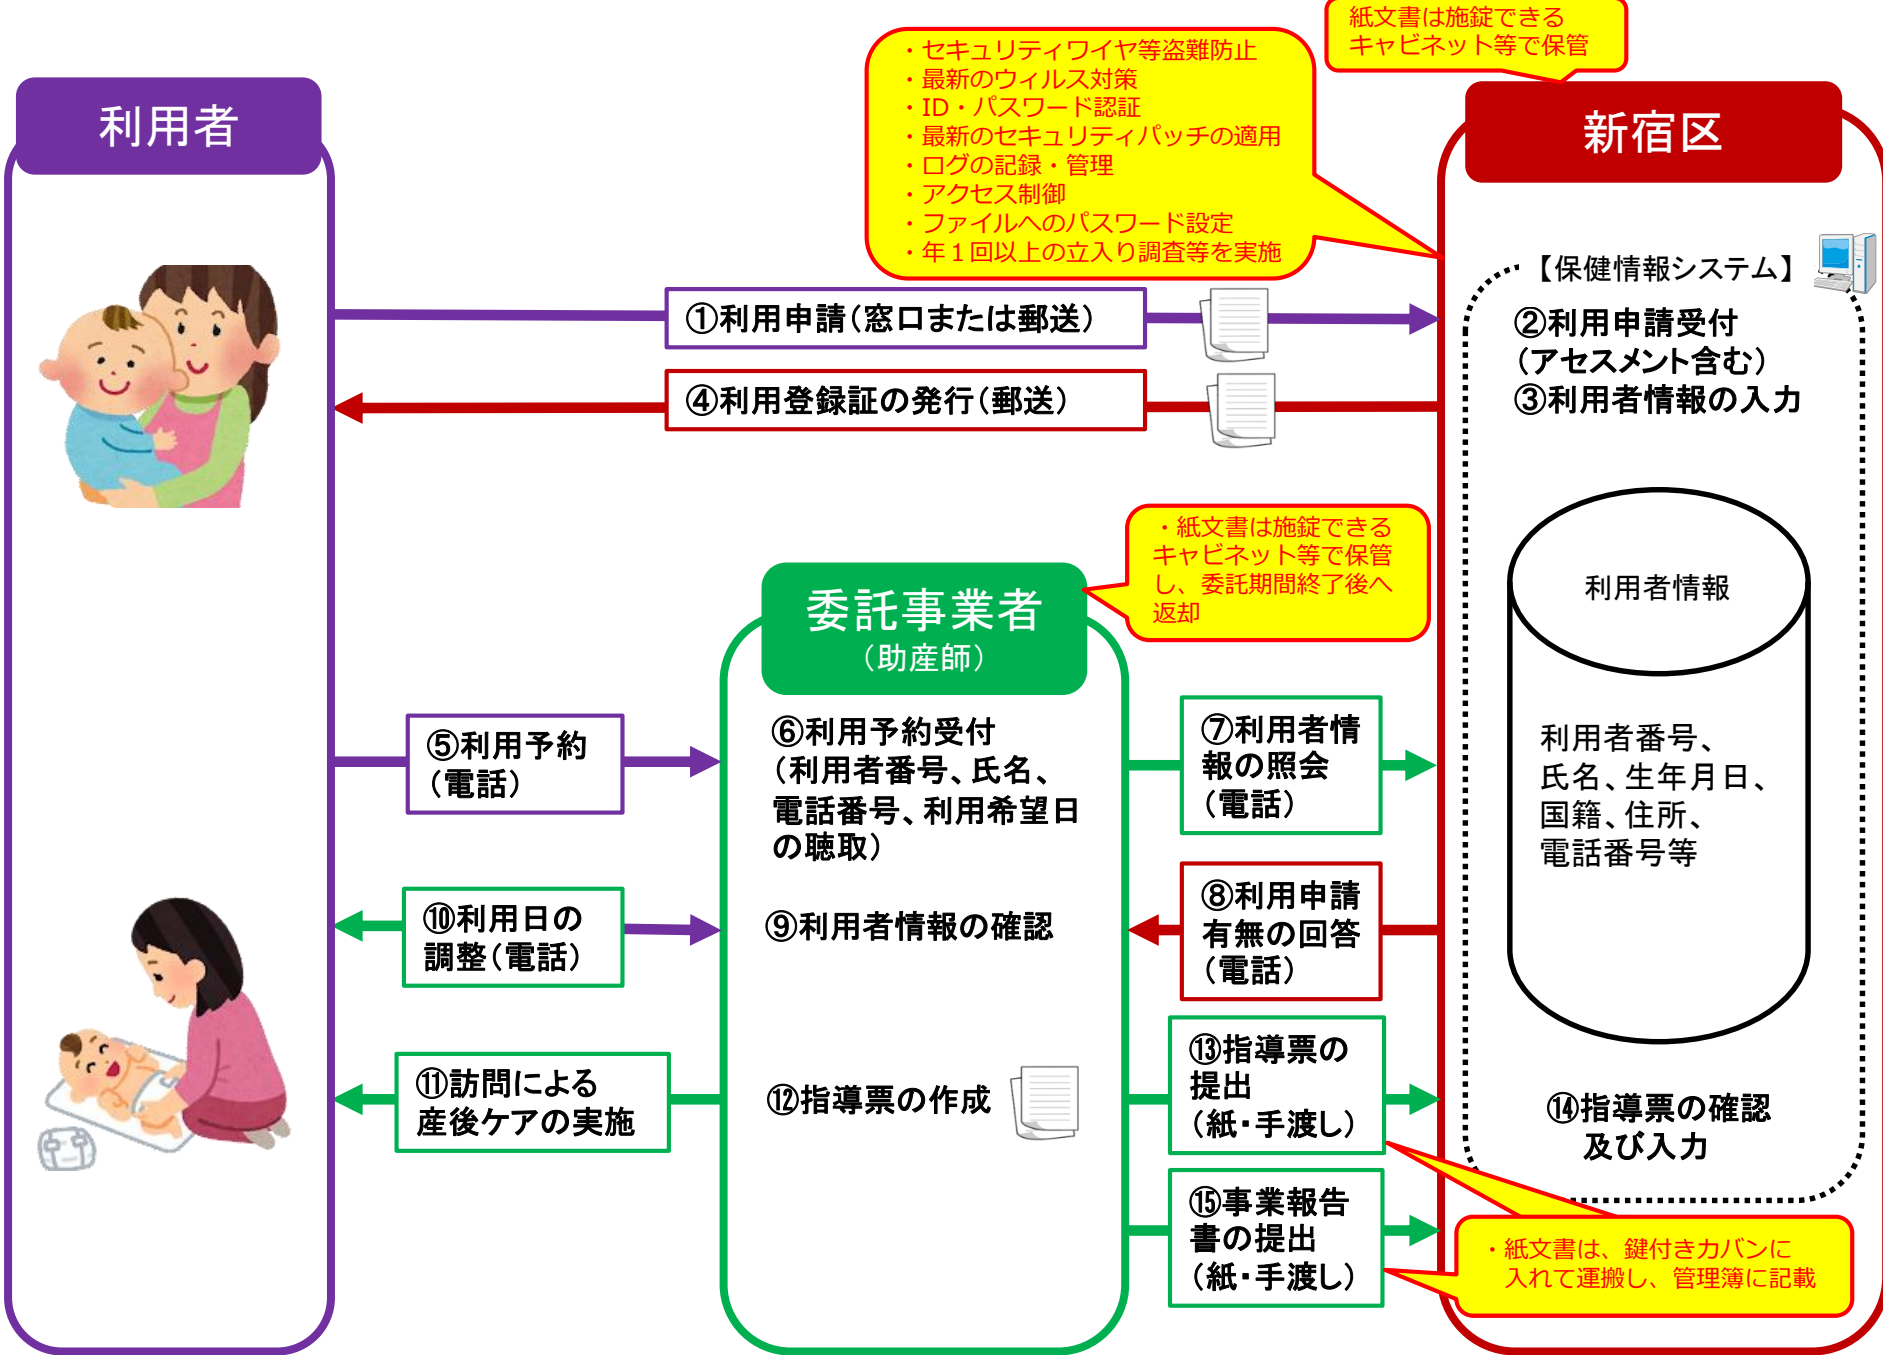 紙文書は施錠できる
キャビネット等で保管
・セキュリティワイヤ等盗難防止
・最新のウィルス対策
・ID・パスワード認証
・最新のセキュリティパッチの適用
・ログの記録・管理
・アクセス制御
・ファイルへのパスワード設定
・年１回以上の立入り調査等を実施
利用者
新宿区
【保健情報システム】
①利用申請（窓口または郵送）
②利用申請受付
（アセスメント含む）
③利用者情報の入力
④利用登録証の発行（郵送）
・紙文書は施錠できる
キャビネット等で保管
し、委託期間終了後へ
返却
委託事業者
（助産師）
利用者情報
利用者番号、
氏名、生年月日、
国籍、住所、
電話番号等
⑤利用予約
（電話）
⑥利用予約受付
（利用者番号、氏名、
電話番号、利用希望日
の聴取）
⑦利用者情
報の照会
（電話）
⑧利用申請
有無の回答
（電話）
⑨利用者情報の確認
⑩利用日の
調整（電話）
⑪訪問による
産後ケアの実施
⑫指導票の作成
⑬指導票の
提出
（紙・手渡し）
⑭指導票の確認
及び入力
⑮事業報告
書の提出
（紙・手渡し）
・紙文書は、鍵付きカバンに
入れて運搬し、管理簿に記載